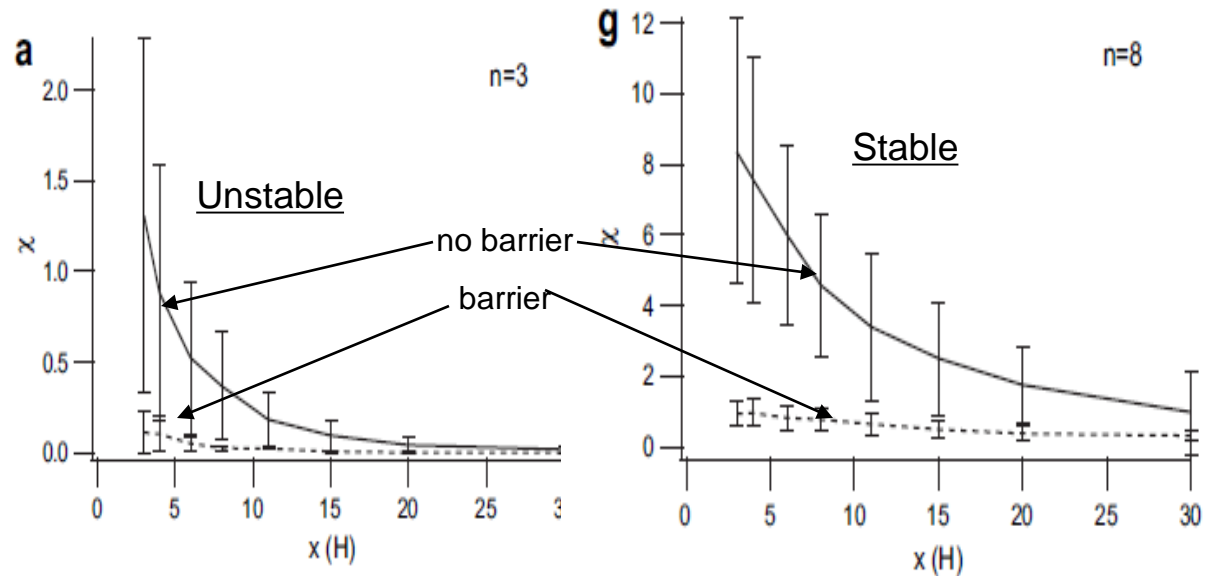 a
n=3
2.0
1.5
1.0
0.5
0.0
χ
Unstable
0 5 10 15 20 25 3
x (H)
no barrier
barrier
g
n=8
12
10
8
6
4
2
0
χ
Stable
0 5 10 15 20 25 30
x (H)